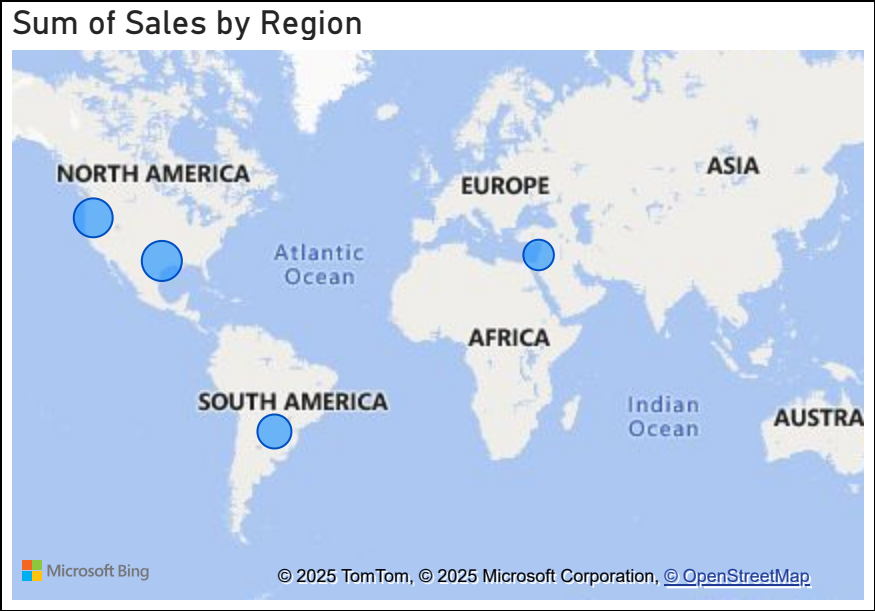 Sum of Sales by Region
NORTH AMERICA
ASIA
EUROPE
Atlantic
Ocean
AFRICA
SOUTH AMERICA
Indian
Ocean
AUSTRA
Microsoft Bing
© 2025 TomTom, © 2025 Microsoft Corporation, © OpenStreetMap